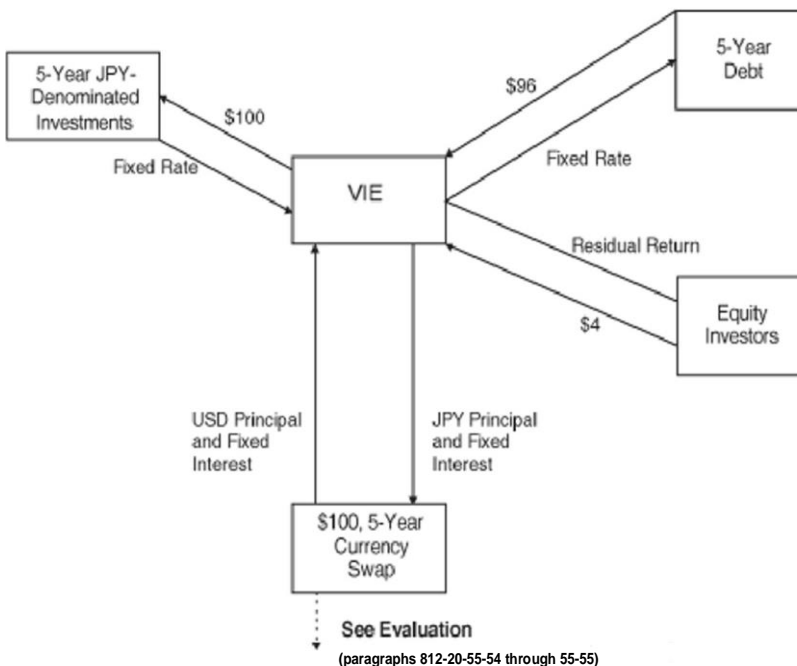 5-Year JPY-
Denominated
Investments
$100
Fixed Rate
5-Year
Debt
$96
Fixed Rate
VIE
Residual Return
$4
Equity
Investors
USD Principal
and Fixed
Interest
JPY Principal
and Fixed
Interest
$100, 5-Year
Currency
Swap
See Evaluation
(paragraphs 812-20-55-54 through 55-55)